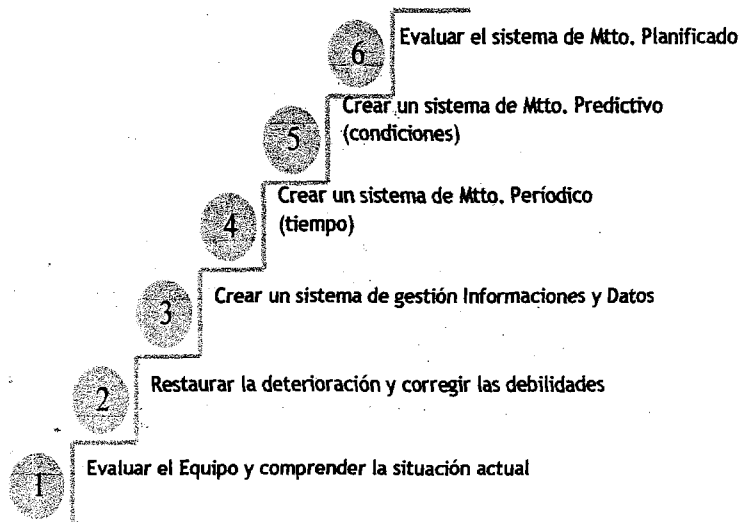 6
Evaluar el sistema de Mtto. Planificado
5
Crear un sistema de Mtto. Predictivo
(condiciones)
4
Crear un sistema de Mtto. Períodico
(tiempo)
3
Crear un sistema de gestión Informaciones y Datos
2
Restaurar la deterioración y corregir las debilidades
1
Evaluar el Equipo y comprender la situación actual